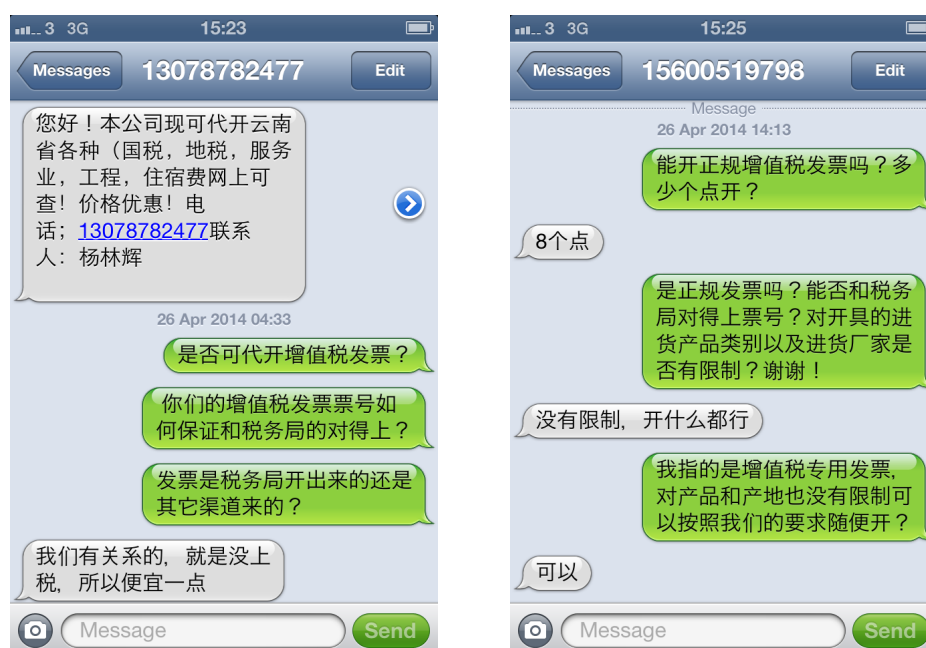 3 3G 15:23
Messages 13078782477 Edit
您好！本公司现可代开云南
省各种（国税，地税，服务
业，工程，住宿费网上可
查！价格优惠！电
话；13078782477联系
人：杨林辉
26 Apr 2014 04:33
是否可代开增值税发票？
你们的增值税发票票号如
何保证和税务局的对得上？
发票是税务局开出来的还是
其它渠道来的？
我们有关系的，就是没上
税，所以便宜一点
Message Send
3 3G 15:25
Messages 15600519798 Edit
Message
26 Apr 2014 14:13
能开正规增值税发票吗？多
少个点开？
8个点
是正规发票吗？能否和税务
局对得上票号？对开具的进
货产品类别以及进货厂家是
否有限制？谢谢！
没有限制，开什么都行
我指的是增值税专用发票，
对产品和产地也没有限制可
以按照我们的要求随便开？
可以
Message Send